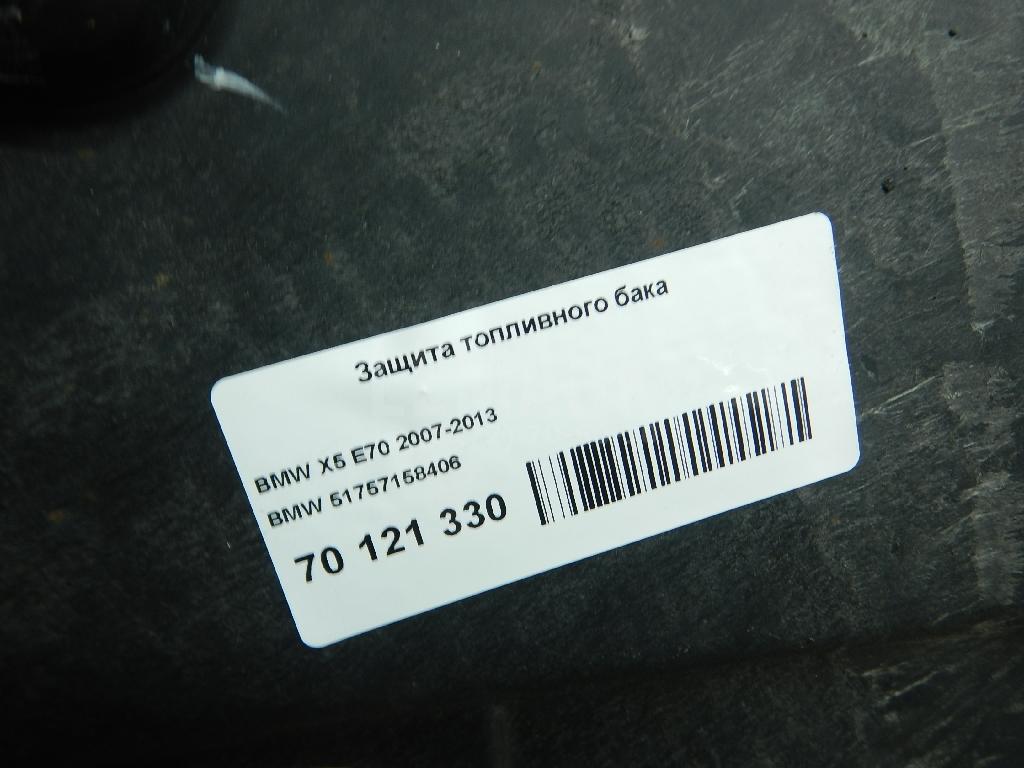 Защита топливного бака
BMW X5 E70 2007-2013
BMW 51757158406
70 121 330